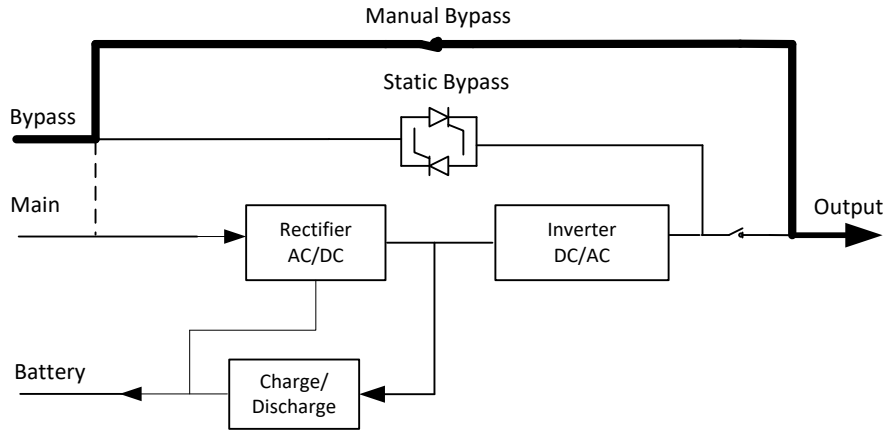 Manual Bypass
Static Bypass
Bypass
Main
Rectifier
AC/DC
Inverter
DC/AC
Output
Battery
Charge/
Discharge